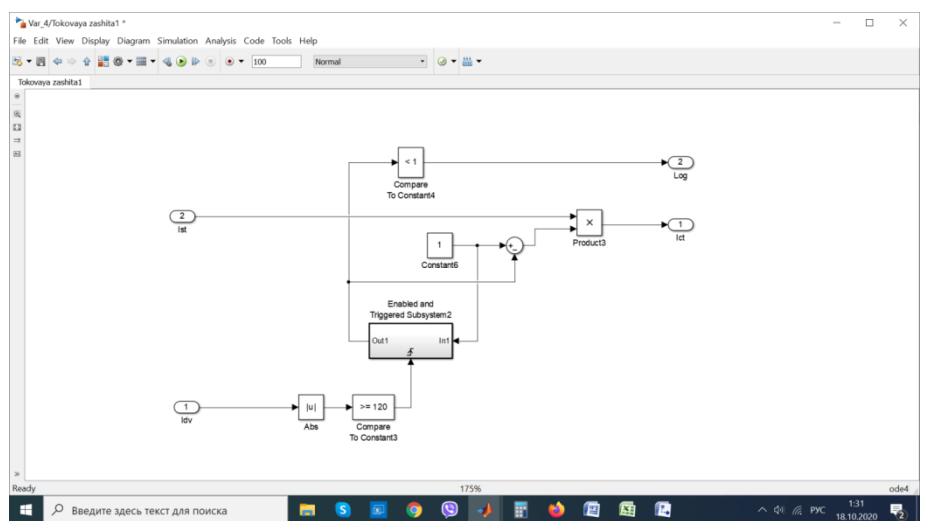 Var_4/Tokovaya zashita1 *
File Edit View Display Diagram Simulation Analysis Code Tools Help
100
Normal
Tokovaya zashita1
< 1
Compare
To Constant4
2
Log
2
Ist
×
Product3
1
Ict
1
Constant6
+
-
Enabled and
Triggered Subsystem2
Out1
In1
1
Idv
|u|
Abs
>= 120
Compare
To Constant3
Ready
175%
ode4
Введите здесь текст для поиска
РУС
1:31
18.10.2020
2